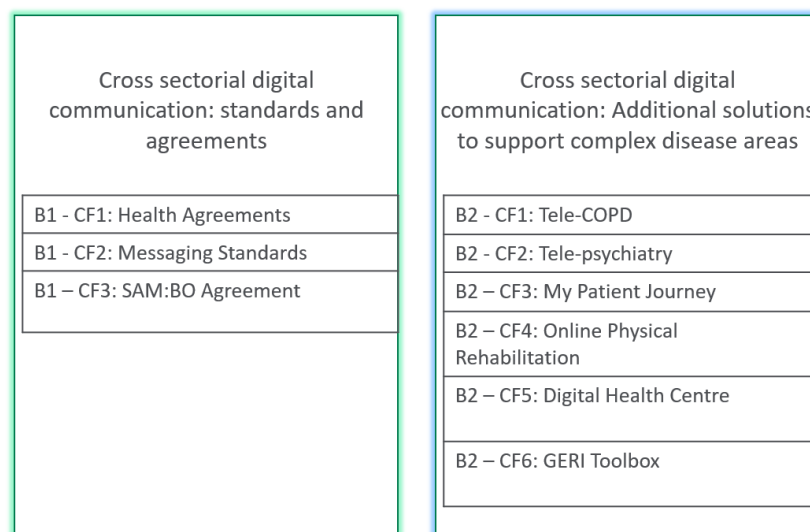 Cross sectorial digital
communication: standards and
agreements
B1 - CF1: Health Agreements
B1 - CF2: Messaging Standards
B1 – CF3: SAM:BO Agreement
Cross sectorial digital
communication: Additional solutions
to support complex disease areas
B2 - CF1: Tele-COPD
B2 - CF2: Tele-psychiatry
B2 – CF3: My Patient Journey
B2 – CF4: Online Physical
Rehabilitation
B2 – CF5: Digital Health Centre
B2 – CF6: GERI Toolbox